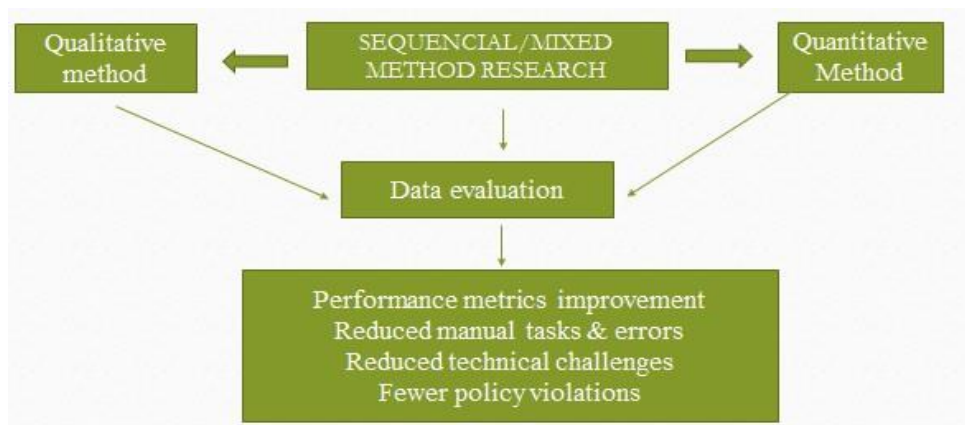 Qualitative
method
SEQUENCIAL/MIXED
METHOD RESEARCH
Quantitative
Method
Data evaluation
Performance metrics improvement
Reduced manual tasks & errors
Reduced technical challenges
Fewer policy violations